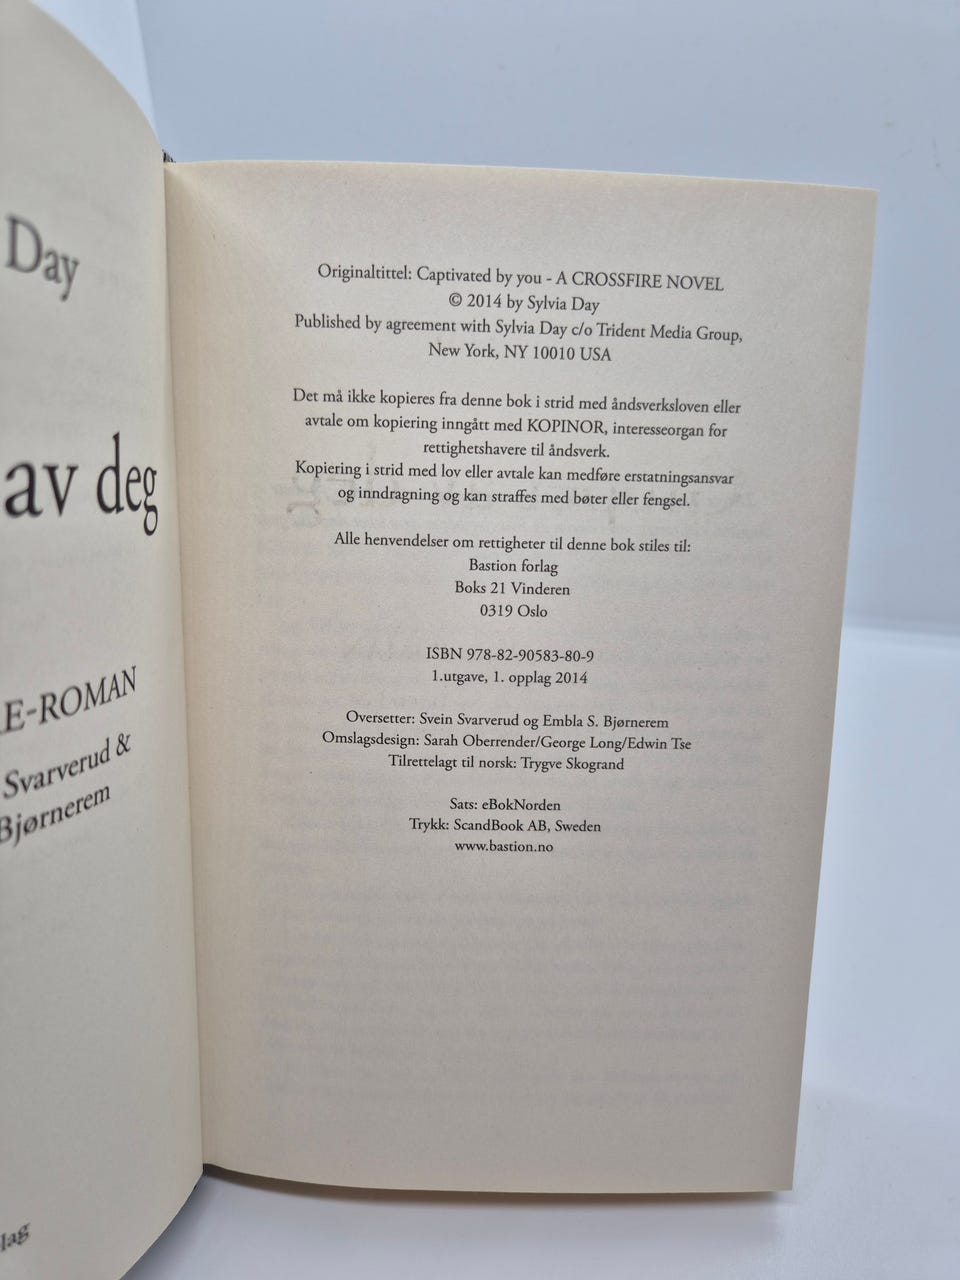 Day
av deg
E-ROMAN
Svarverud &
Bjørnerem
Originaltittel: Captivated by you - A CROSSFIRE NOVEL
© 2014 by Sylvia Day
Published by agreement with Sylvia Day c/o Trident Media Group,
New York, NY 10010 USA
Det må ikke kopieres fra denne bok i strid med åndsverksloven eller
avtale om kopiering inngått med KOPINOR, interesseorgan for
rettighetshavere til åndsverk.
Kopiering i strid med lov eller avtale kan medføre erstatningsansvar
og inndragning og kan straffes med bøter eller fengsel.
Alle henvendelser om rettigheter til denne bok stiles til:
Bastion forlag
Boks 21 Vinderen
0319 Oslo
ISBN 978-82-90583-80-9
1.utgave, 1. opplag 2014
Oversetter: Svein Svarverud og Embla S. Bjørnerem
Omslagsdesign: Sarah Oberrender/George Long/Edwin Tse
Tilrettelagt til norsk: Trygve Skogrand
Sats: eBokNorden
Trykk: ScandBook AB, Sweden
www.bastion.no